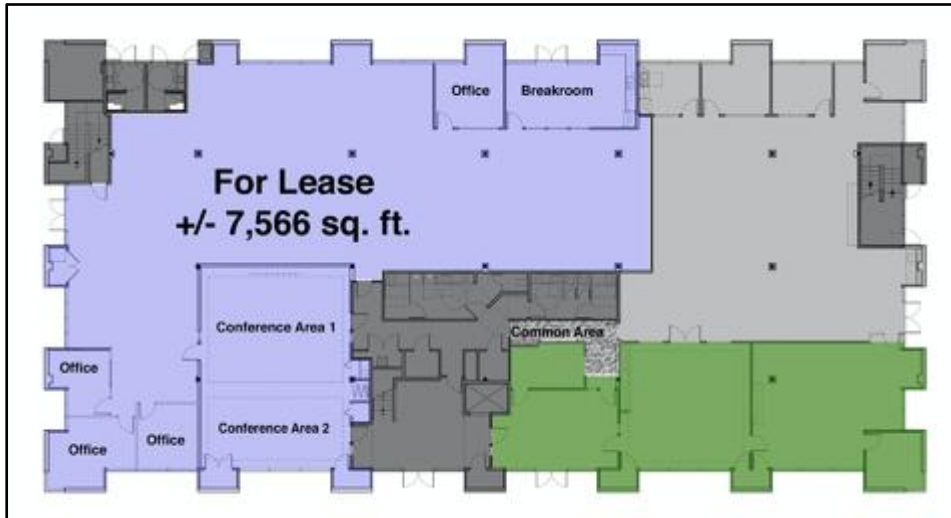 Office
Breakroom
For Lease
+/- 7,566 sq. ft.
Conference Area 1
Common Area
Office
Conference Area 2
Office
Office